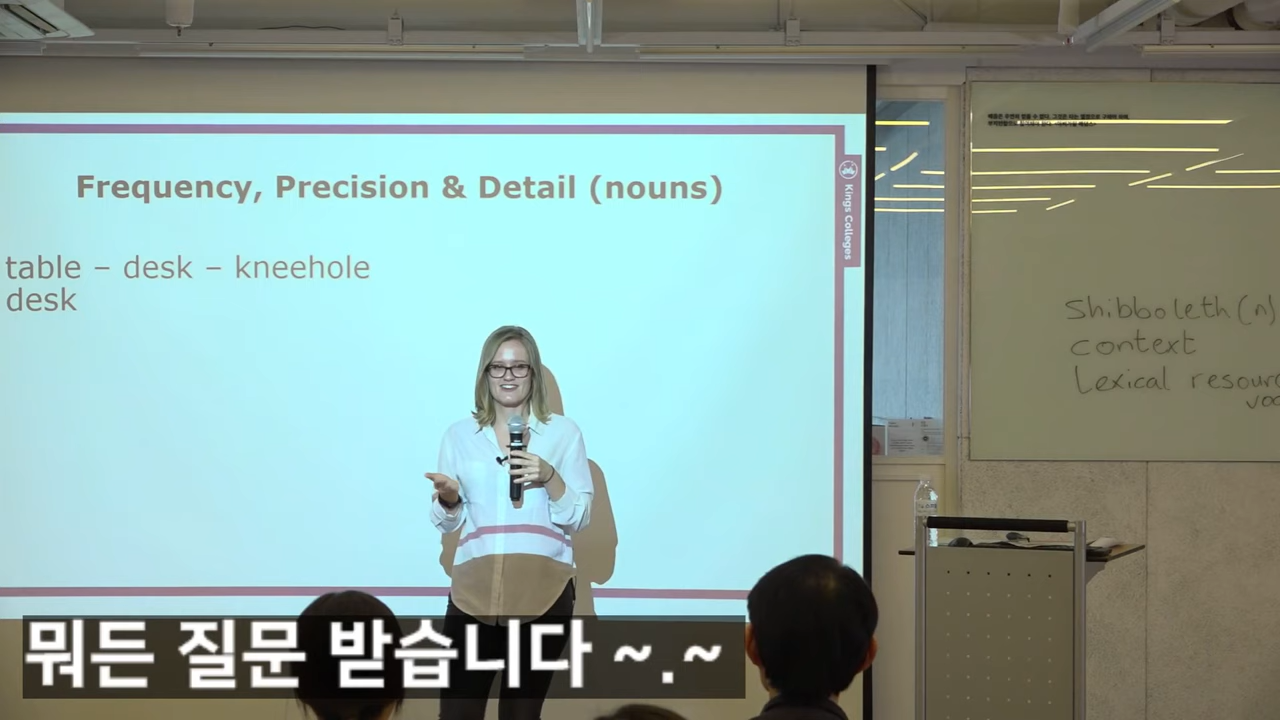 Frequency, Precision & Detail (nouns)
Kings Colleges
table – desk – kneehole
desk
Shibboleth (n)
context
Lexical resour
voc
뭐든 질문 받습니다 ~.~